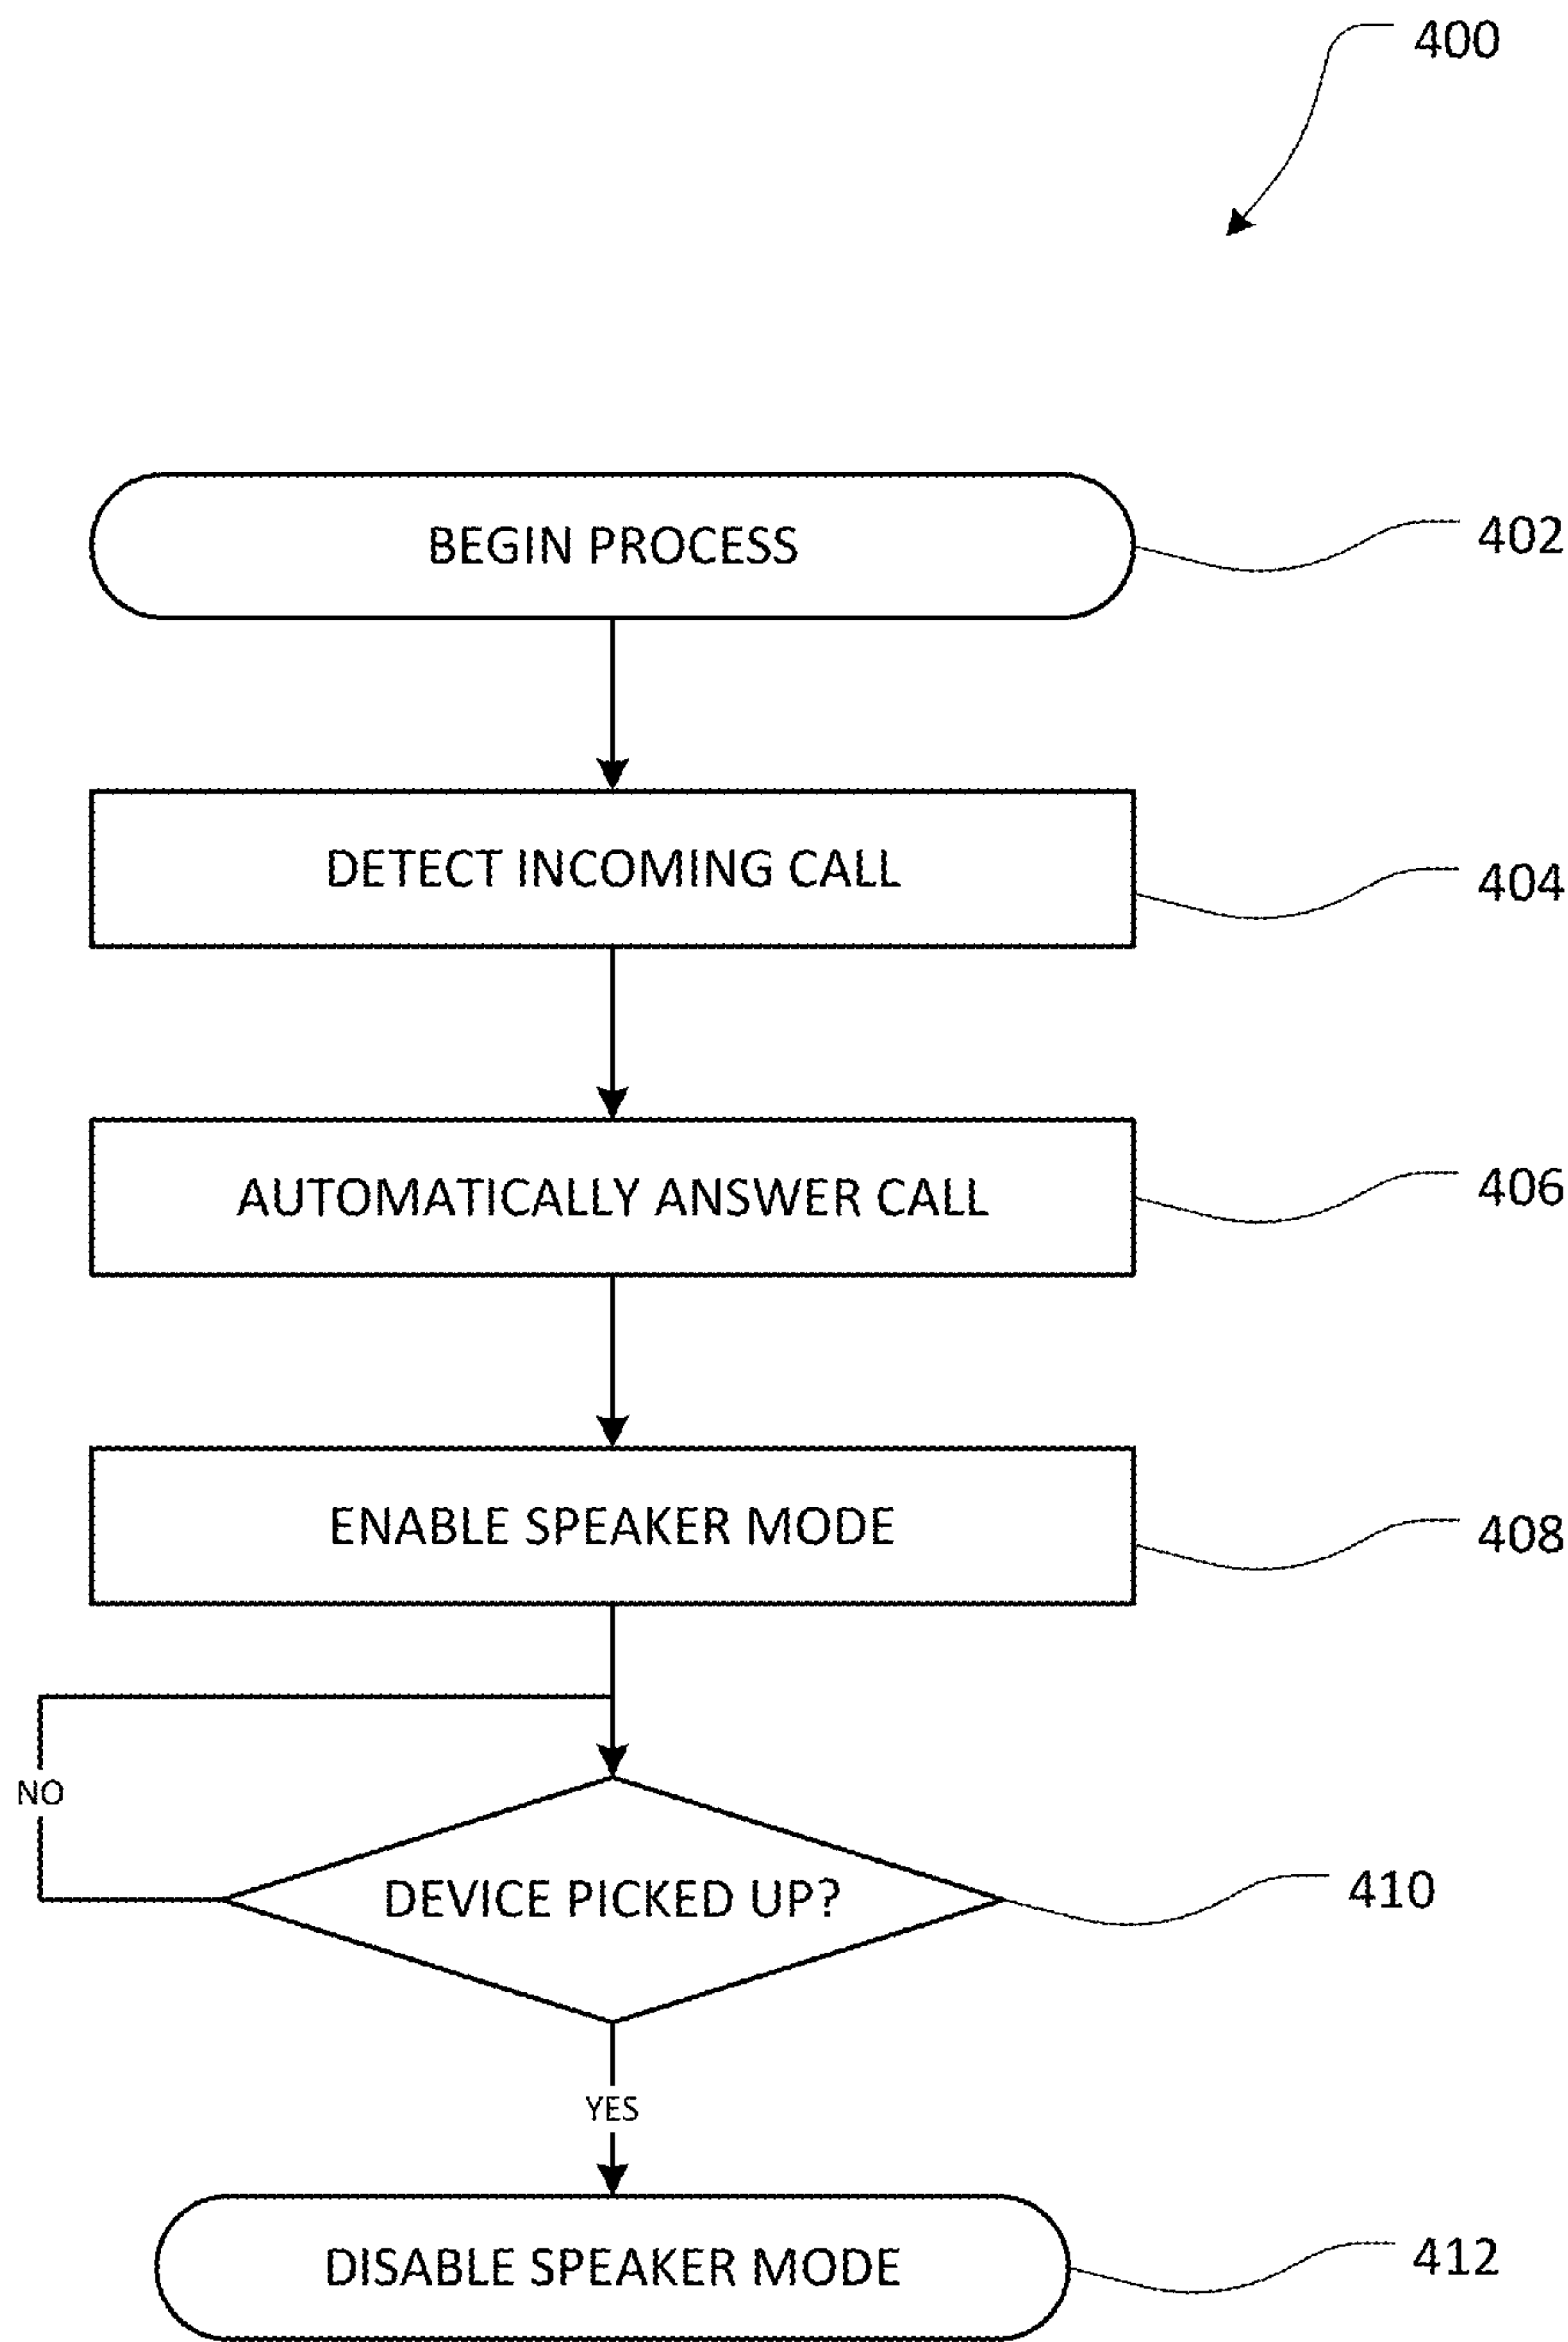 400
BEGIN PROCESS
402
DETECT INCOMING CALL
404
AUTOMATICALLY ANSWER CALL
406
ENABLE SPEAKER MODE
408
NO
DEVICE PICKED UP?
410
YES
DISABLE SPEAKER MODE
412